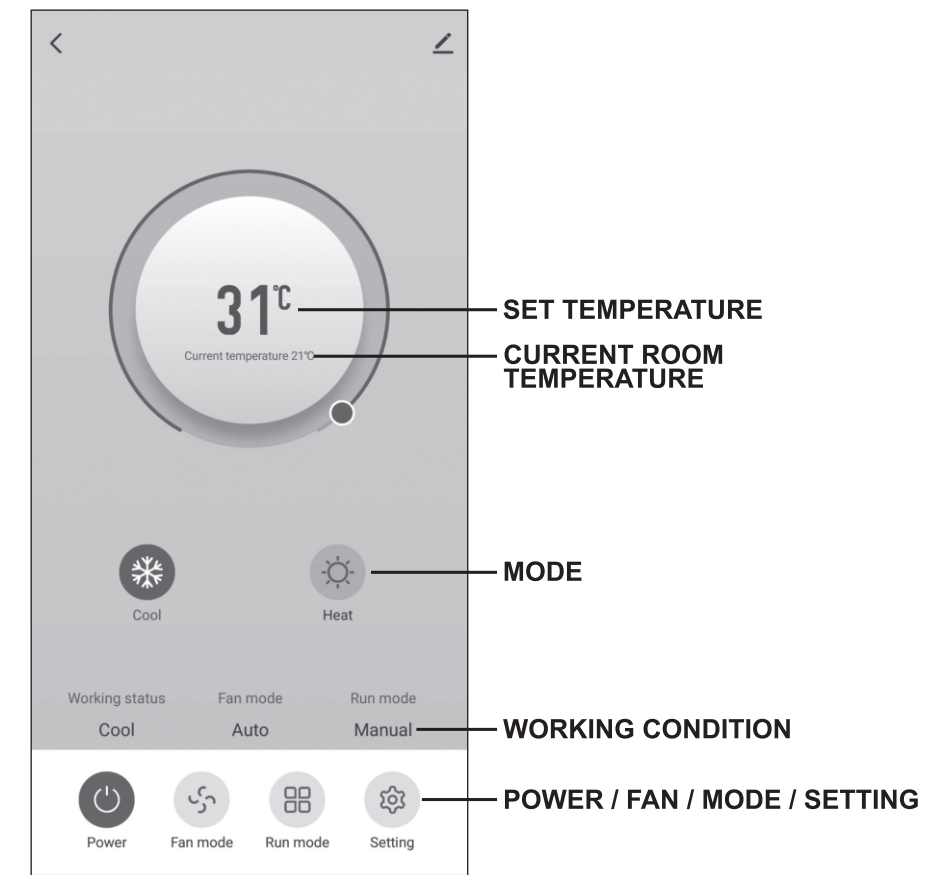 31°C
SET TEMPERATURE
Current temperature 21°C
CURRENT ROOM
TEMPERATURE
Cool
Heat
MODE
Working status
Fan mode
Run mode
Cool
Auto
Manual
WORKING CONDITION
Power
Fan mode
Run mode
Setting
POWER / FAN / MODE / SETTING